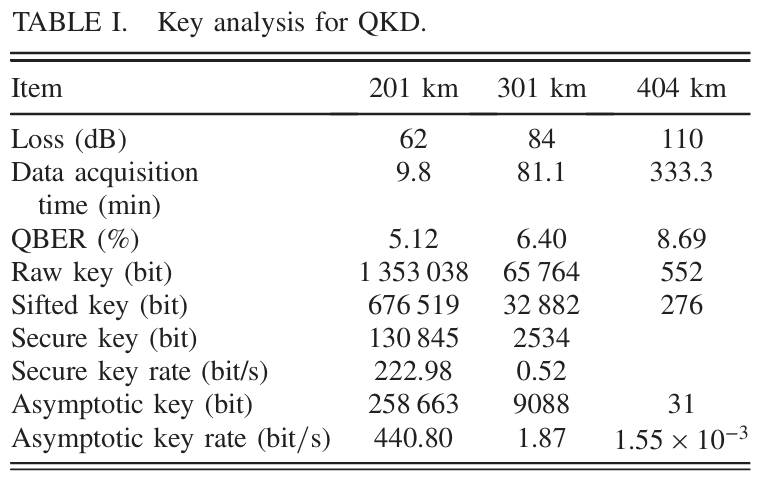 TABLE I. Key analysis for QKD.
Item 201 km 301 km 404 km
Loss (dB) 62 84 110
Data acquisition 9.8 81.1 333.3
time (min)
QBER (%) 5.12 6.40 8.69
Raw key (bit) 1 353 038 65 764 552
Sifted key (bit) 676 519 32 882 276
Secure key (bit) 130 845 2534
Secure key rate (bit/s) 222.98 0.52
Asymptotic key (bit) 258 663 9088 31
Asymptotic key rate (bit/s) 440.80 1.87 1.55 × 10⁻³